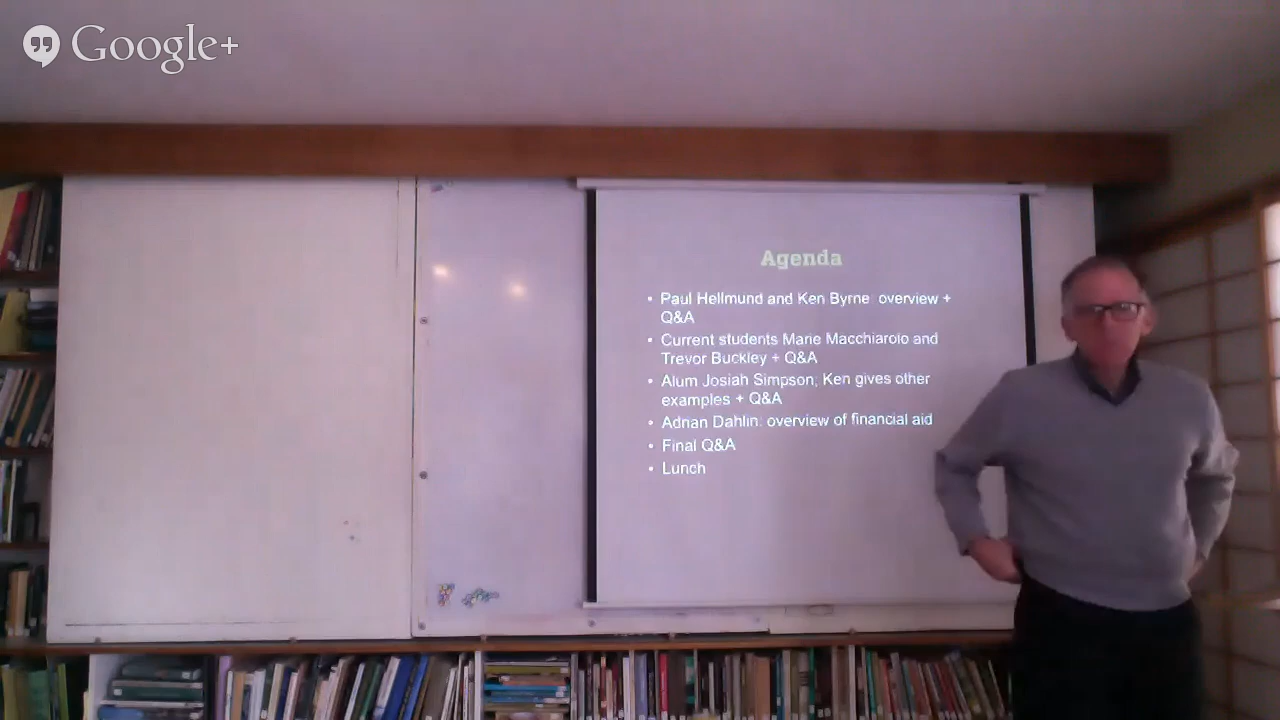 Google+
Agenda
• Paul Hellmund and Ken Byrne overview +
Q&A
• Current students Marie Macchiarolo and
Trevor Buckley + Q&A
• Alum Josiah Simpson; Ken gives other
examples + Q&A
• Adrian Dahlin: overview of financial aid
• Final Q&A
• Lunch